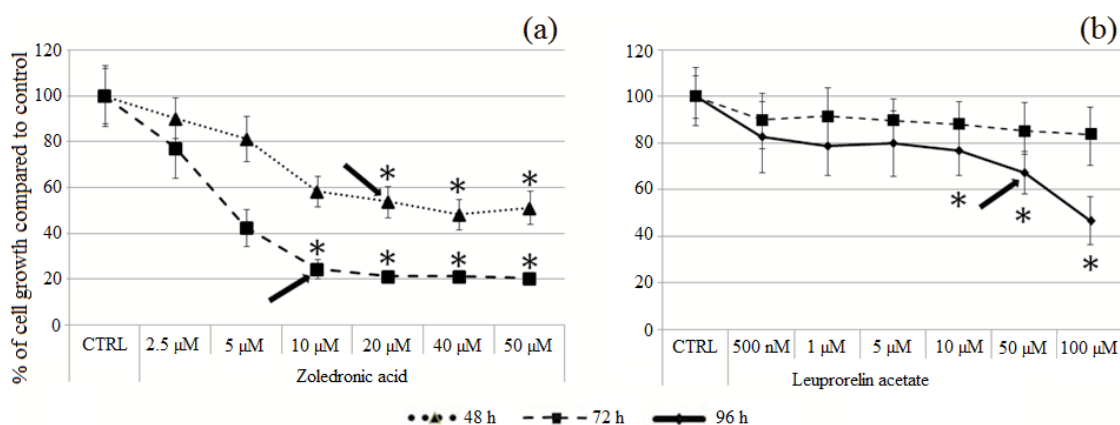 (a)
(b)
% of cell growth compared to control
120
100
80
60
40
20
0
CTRL 2.5 μM 5 μM 10 μM 20 μM 40 μM 50 μM
Zoledronic acid
* * *
* * * *
120
100
80
60
40
20
0
CTRL 500 nM 1 μM 5 μM 10 μM 50 μM 100 μM
Leuprorelin acetate
* * *
48 h 72 h 96 h